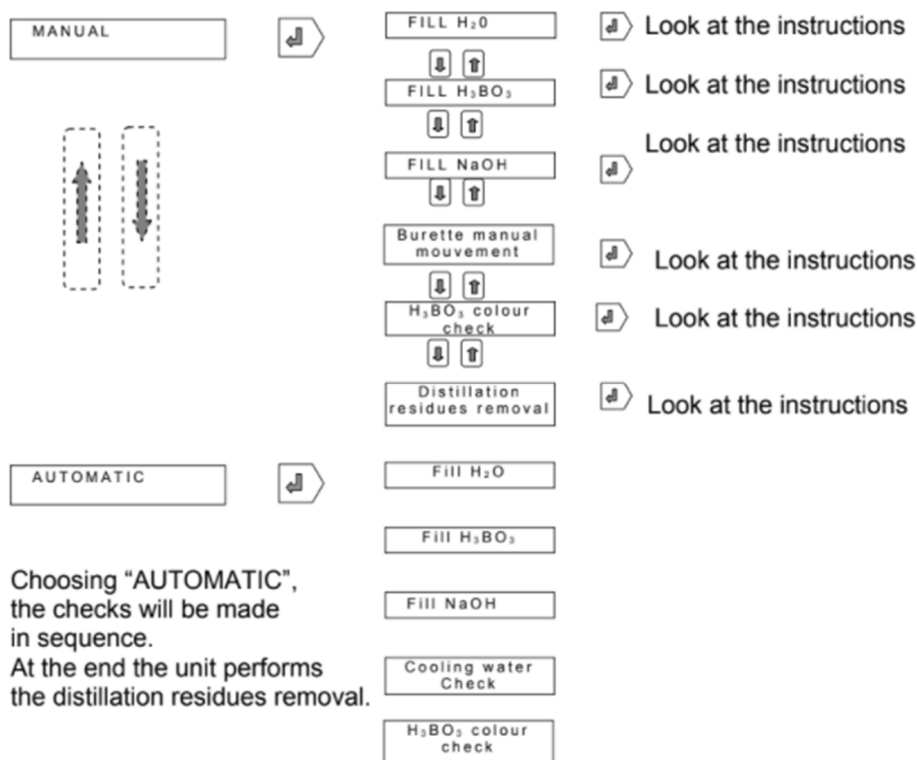 MANUAL
FILL H₂0
Look at the instructions
FILL H₃BO₃
Look at the instructions
FILL NaOH
Look at the instructions
Burette manual
mouvement
Look at the instructions
H₃BO₃ colour
check
Look at the instructions
Distillation
residues removal
Look at the instructions
AUTOMATIC
Fill H₂O
Fill H₃BO₃
Choosing “AUTOMATIC”,
the checks will be made
in sequence.
At the end the unit performs
the distillation residues removal.
Fill NaOH
Cooling water
Check
H₃BO₃ colour
check